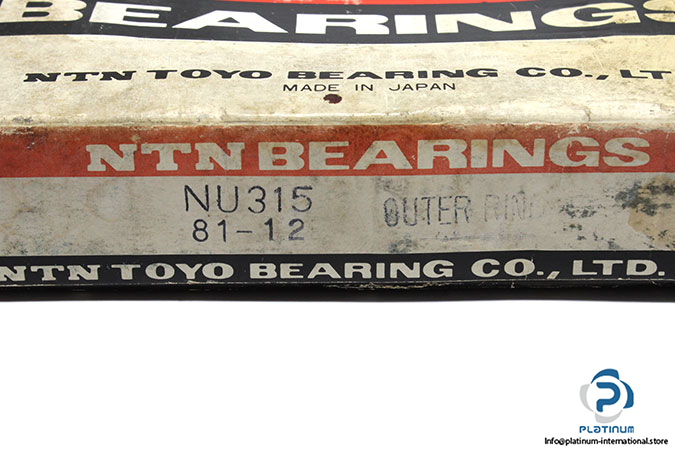 BEARINGS
NTN TOYO BEARING CO., LT
MADE IN JAPAN
NTN BEARINGS
NU315
OUTER RING
81-12
NTN TOYO BEARING CO., LTD.
PLATINUM
Info@platinum-international.store